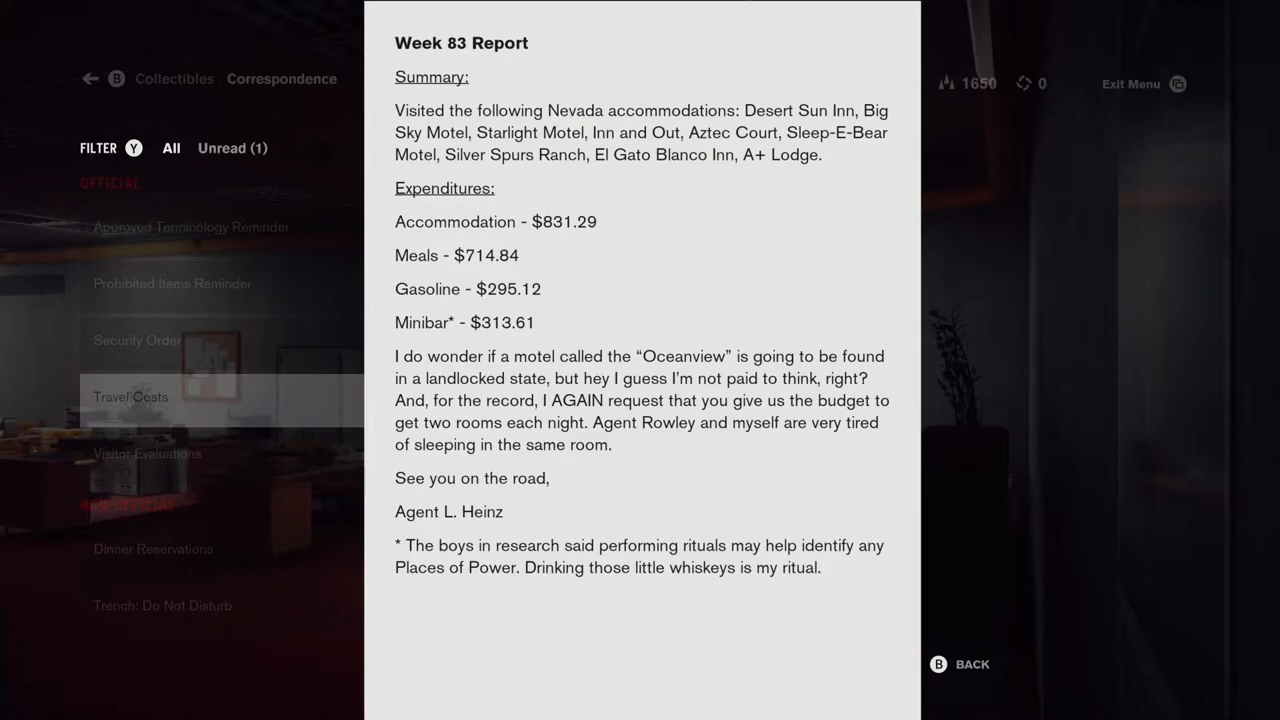 Collectibles Correspondence
B
1650
0
Exit Menu
FILTER Y All Unread (1)
OFFICIAL
Approved Terminology Reminder
Prohibited Items Reminder
Security Order
Travel Costs
Visitor Evaluations
NON OFFICIAL
Dinner Reservations
Trench: Do Not Disturb
Week 83 Report
Summary:
Visited the following Nevada accommodations: Desert Sun Inn, Big
Sky Motel, Starlight Motel, Inn and Out, Aztec Court, Sleep-E-Bear
Motel, Silver Spurs Ranch, El Gato Blanco Inn, A+ Lodge.
Expenditures:
Accommodation - $831.29
Meals - $714.84
Gasoline - $295.12
Minibar* - $313.61
I do wonder if a motel called the “Oceanview” is going to be found
in a landlocked state, but hey I guess I’m not paid to think, right?
And, for the record, I AGAIN request that you give us the budget to
get two rooms each night. Agent Rowley and myself are very tired
of sleeping in the same room.
See you on the road,
Agent L. Heinz
* The boys in research said performing rituals may help identify any
Places of Power. Drinking those little whiskeys is my ritual.
B BACK